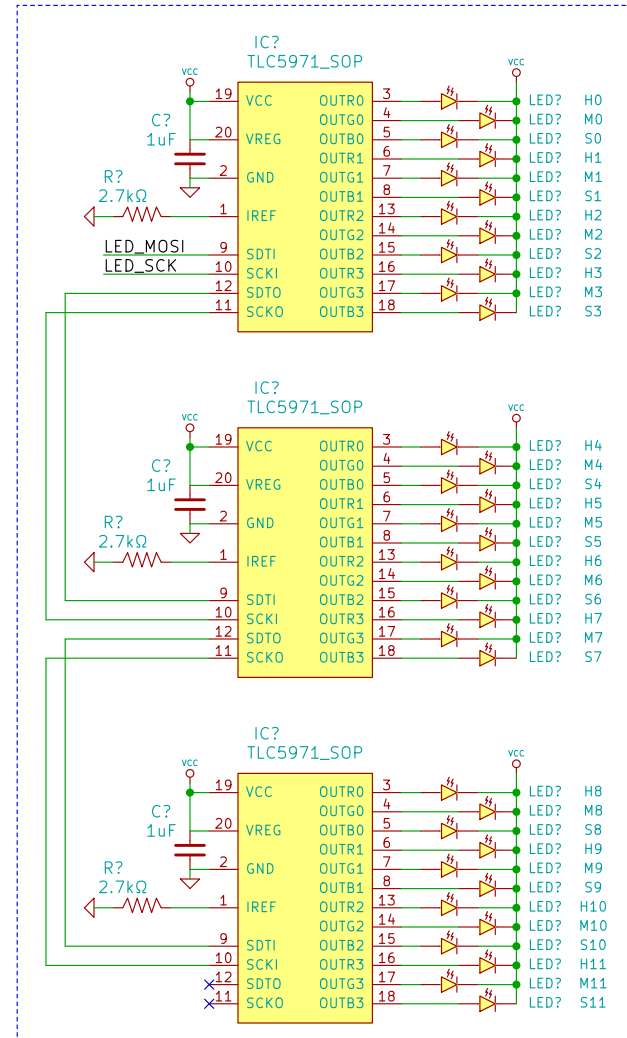 IC?
TLC5971_SOP
VCC
VCC
19 VCC OUTR0 3 LED? H0
OUTG0 4 LED? M0
C?
1uF
20 VREG OUTB0 5 LED? S0
OUTR1 6 LED? H1
2 GND OUTG1 7 LED? M1
R?
2.7kΩ
OUTB1 8 LED? S1
1 IREF OUTR2 13 LED? H2
OUTG2 14 LED? M2
LED_MOSI 9 SDTI OUTB2 15 LED? S2
LED_SCK 10 SCKI OUTR3 16 LED? H3
12 SDTO OUTG3 17 LED? M3
11 SCKO OUTB3 18 LED? S3
IC?
TLC5971_SOP
VCC
VCC
19 VCC OUTR0 3 LED? H4
OUTG0 4 LED? M4
C?
1uF
20 VREG OUTB0 5 LED? S4
OUTR1 6 LED? H5
2 GND OUTG1 7 LED? M5
R?
2.7kΩ
OUTB1 8 LED? S5
1 IREF OUTR2 13 LED? H6
OUTG2 14 LED? M6
9 SDTI OUTB2 15 LED? S6
10 SCKI OUTR3 16 LED? H7
12 SDTO OUTG3 17 LED? M7
11 SCKO OUTB3 18 LED? S7
IC?
TLC5971_SOP
VCC
VCC
19 VCC OUTR0 3 LED? H8
OUTG0 4 LED? M8
C?
1uF
20 VREG OUTB0 5 LED? S8
OUTR1 6 LED? H9
2 GND OUTG1 7 LED? M9
R?
2.7kΩ
OUTB1 8 LED? S9
1 IREF OUTR2 13 LED? H10
OUTG2 14 LED? M10
9 SDTI OUTB2 15 LED? S10
10 SCKI OUTR3 16 LED? H11
12 SDTO OUTG3 17 LED? M11
11 SCKO OUTB3 18 LED? S11